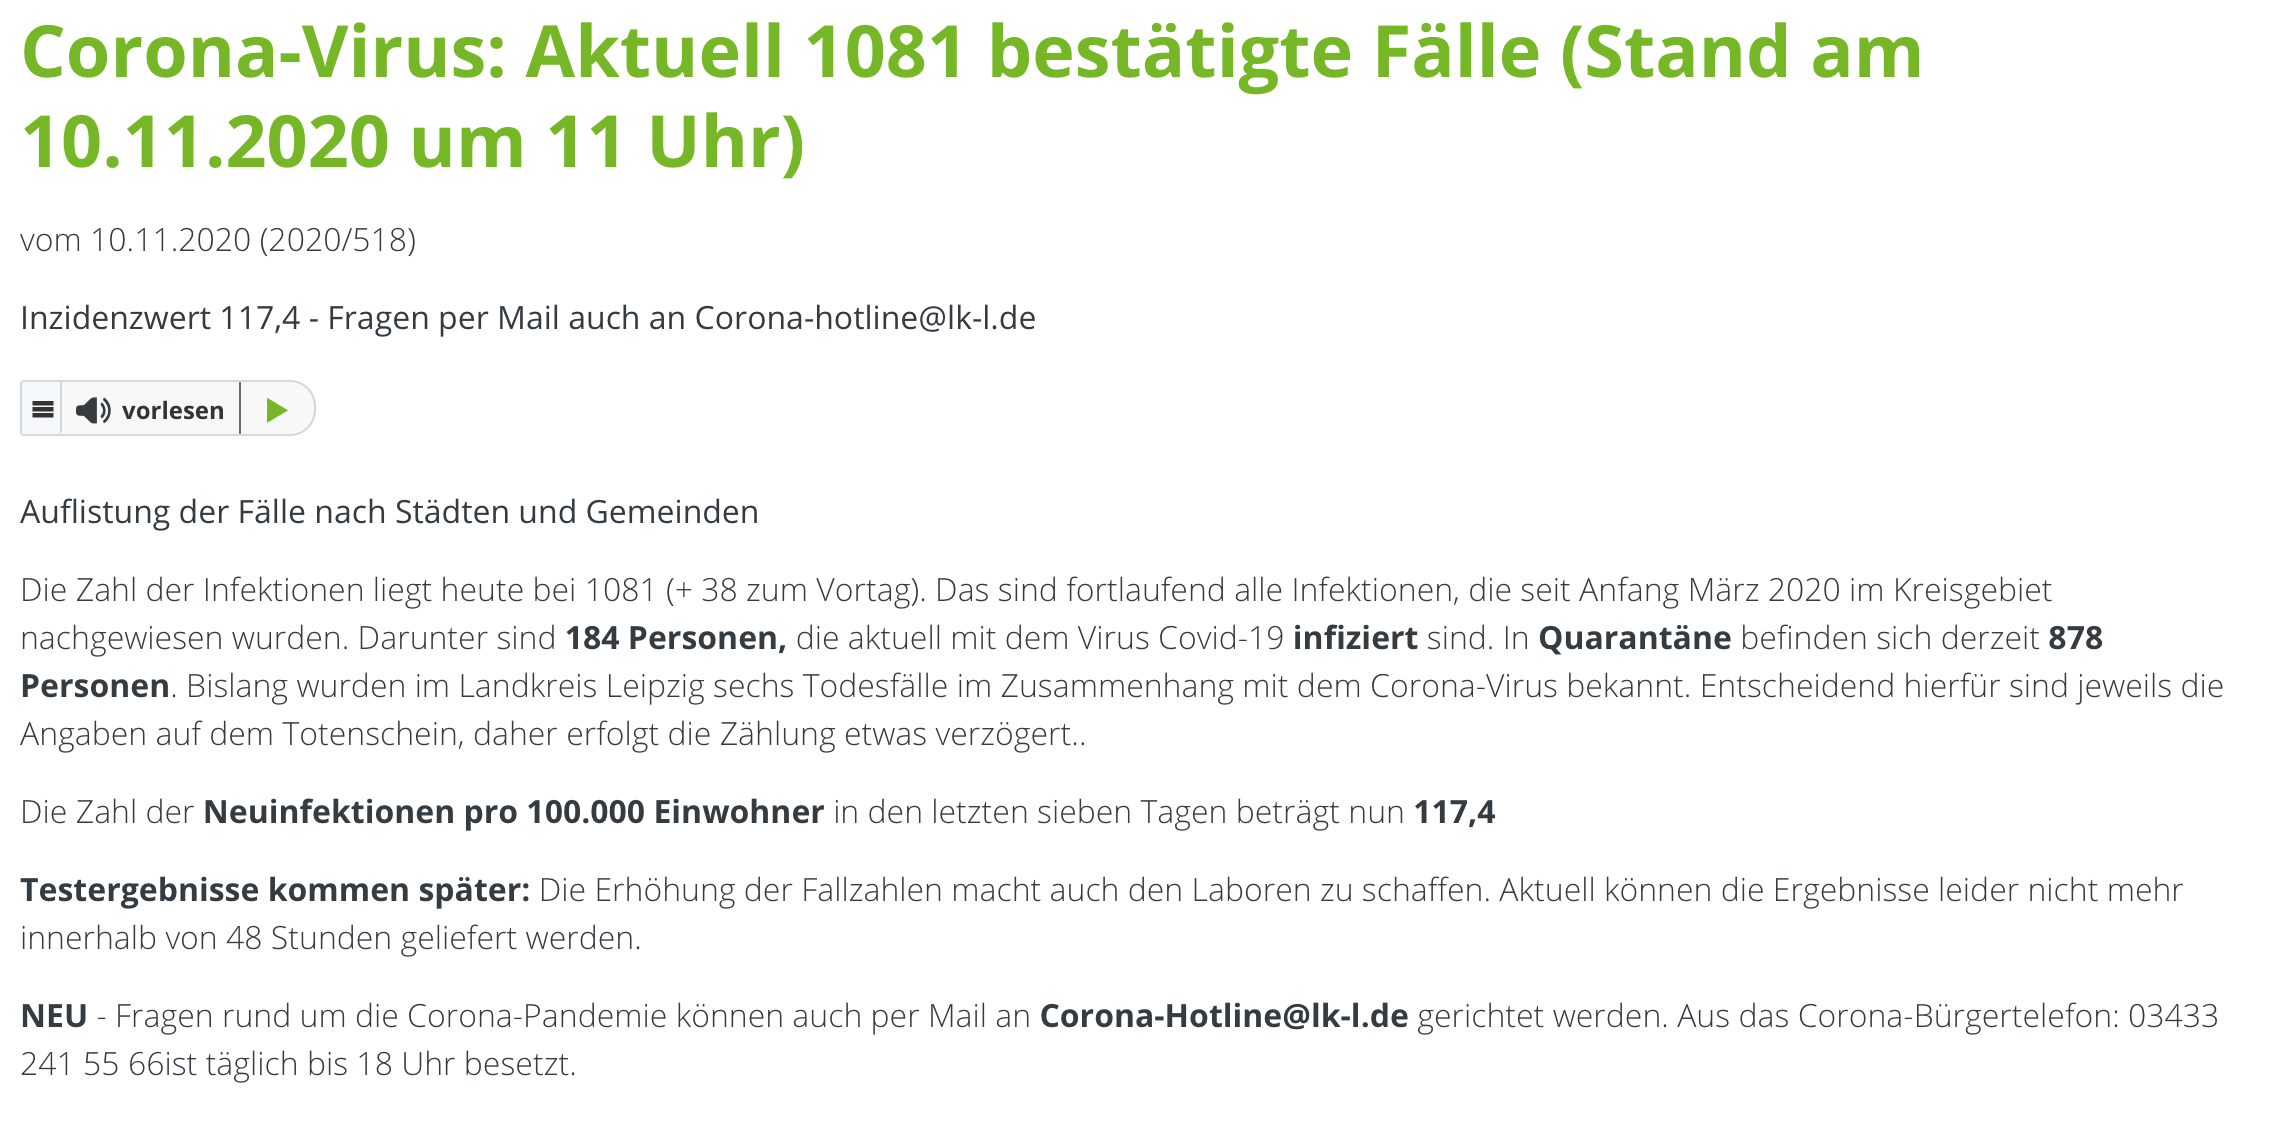 Corona-Virus: Aktuell 1081 bestätigte Fälle (Stand am
10.11.2020 um 11 Uhr)
vom 10.11.2020 (2020/518)
Inzidenzwert 117,4 - Fragen per Mail auch an Corona-hotline@lk-l.de
vorlesen
Auflistung der Fälle nach Städten und Gemeinden
Die Zahl der Infektionen liegt heute bei 1081 (+ 38 zum Vortag). Das sind fortlaufend alle Infektionen, die seit Anfang März 2020 im Kreisgebiet
nachgewiesen wurden. Darunter sind 184 Personen, die aktuell mit dem Virus Covid-19 infiziert sind. In Quarantäne befinden sich derzeit 878
Personen. Bislang wurden im Landkreis Leipzig sechs Todesfälle im Zusammenhang mit dem Corona-Virus bekannt. Entscheidend hierfür sind jeweils die
Angaben auf dem Totenschein, daher erfolgt die Zählung etwas verzögert..
Die Zahl der Neuinfektionen pro 100.000 Einwohner in den letzten sieben Tagen beträgt nun 117,4
Testergebnisse kommen später: Die Erhöhung der Fallzahlen macht auch den Laboren zu schaffen. Aktuell können die Ergebnisse leider nicht mehr
innerhalb von 48 Stunden geliefert werden.
NEU - Fragen rund um die Corona-Pandemie können auch per Mail an Corona-Hotline@lk-l.de gerichtet werden. Aus das Corona-Bürgertelefon: 03433
241 55 66ist täglich bis 18 Uhr besetzt.